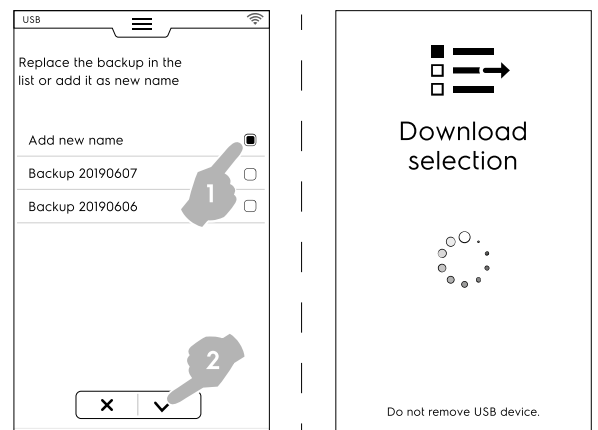 USB
Replace the backup in the
list or add it as new name
Add new name
Backup 20190607
Backup 20190606
1
2
Download
selection
Do not remove USB device.